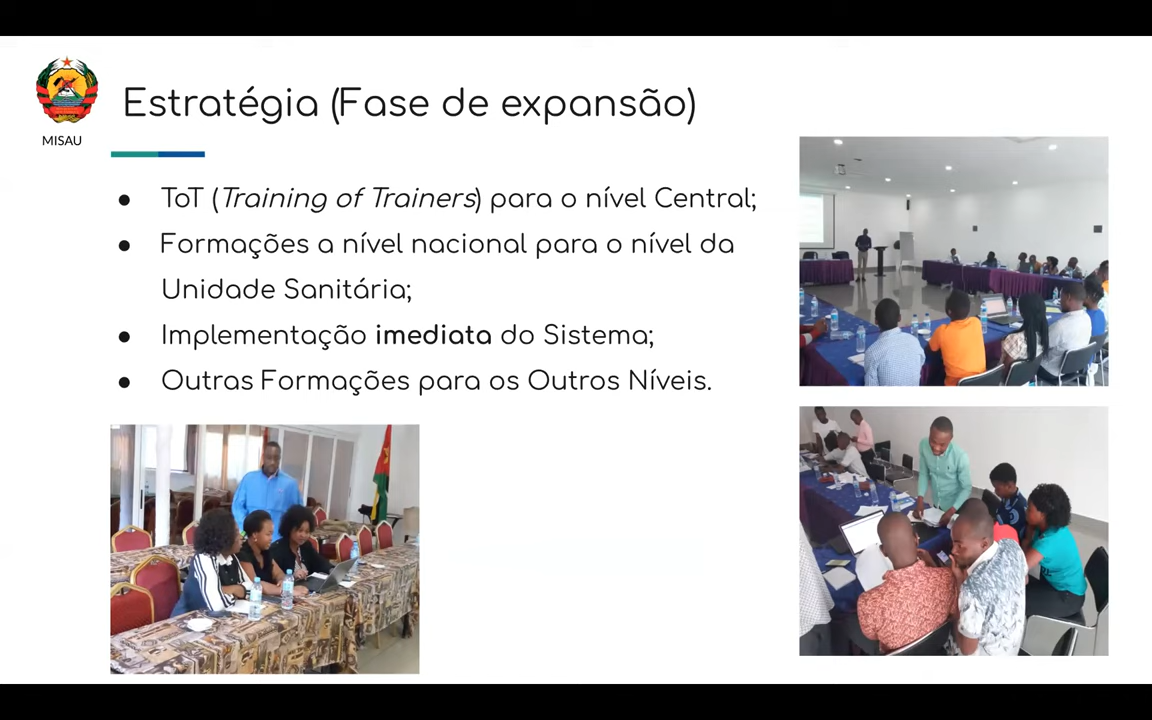 MISAU
Estratégia (Fase de expansão)
● ToT (Training of Trainers) para o nível Central;
● Formações a nível nacional para o nível da
Unidade Sanitária;
● Implementação imediata do Sistema;
● Outras Formações para os Outros Níveis.